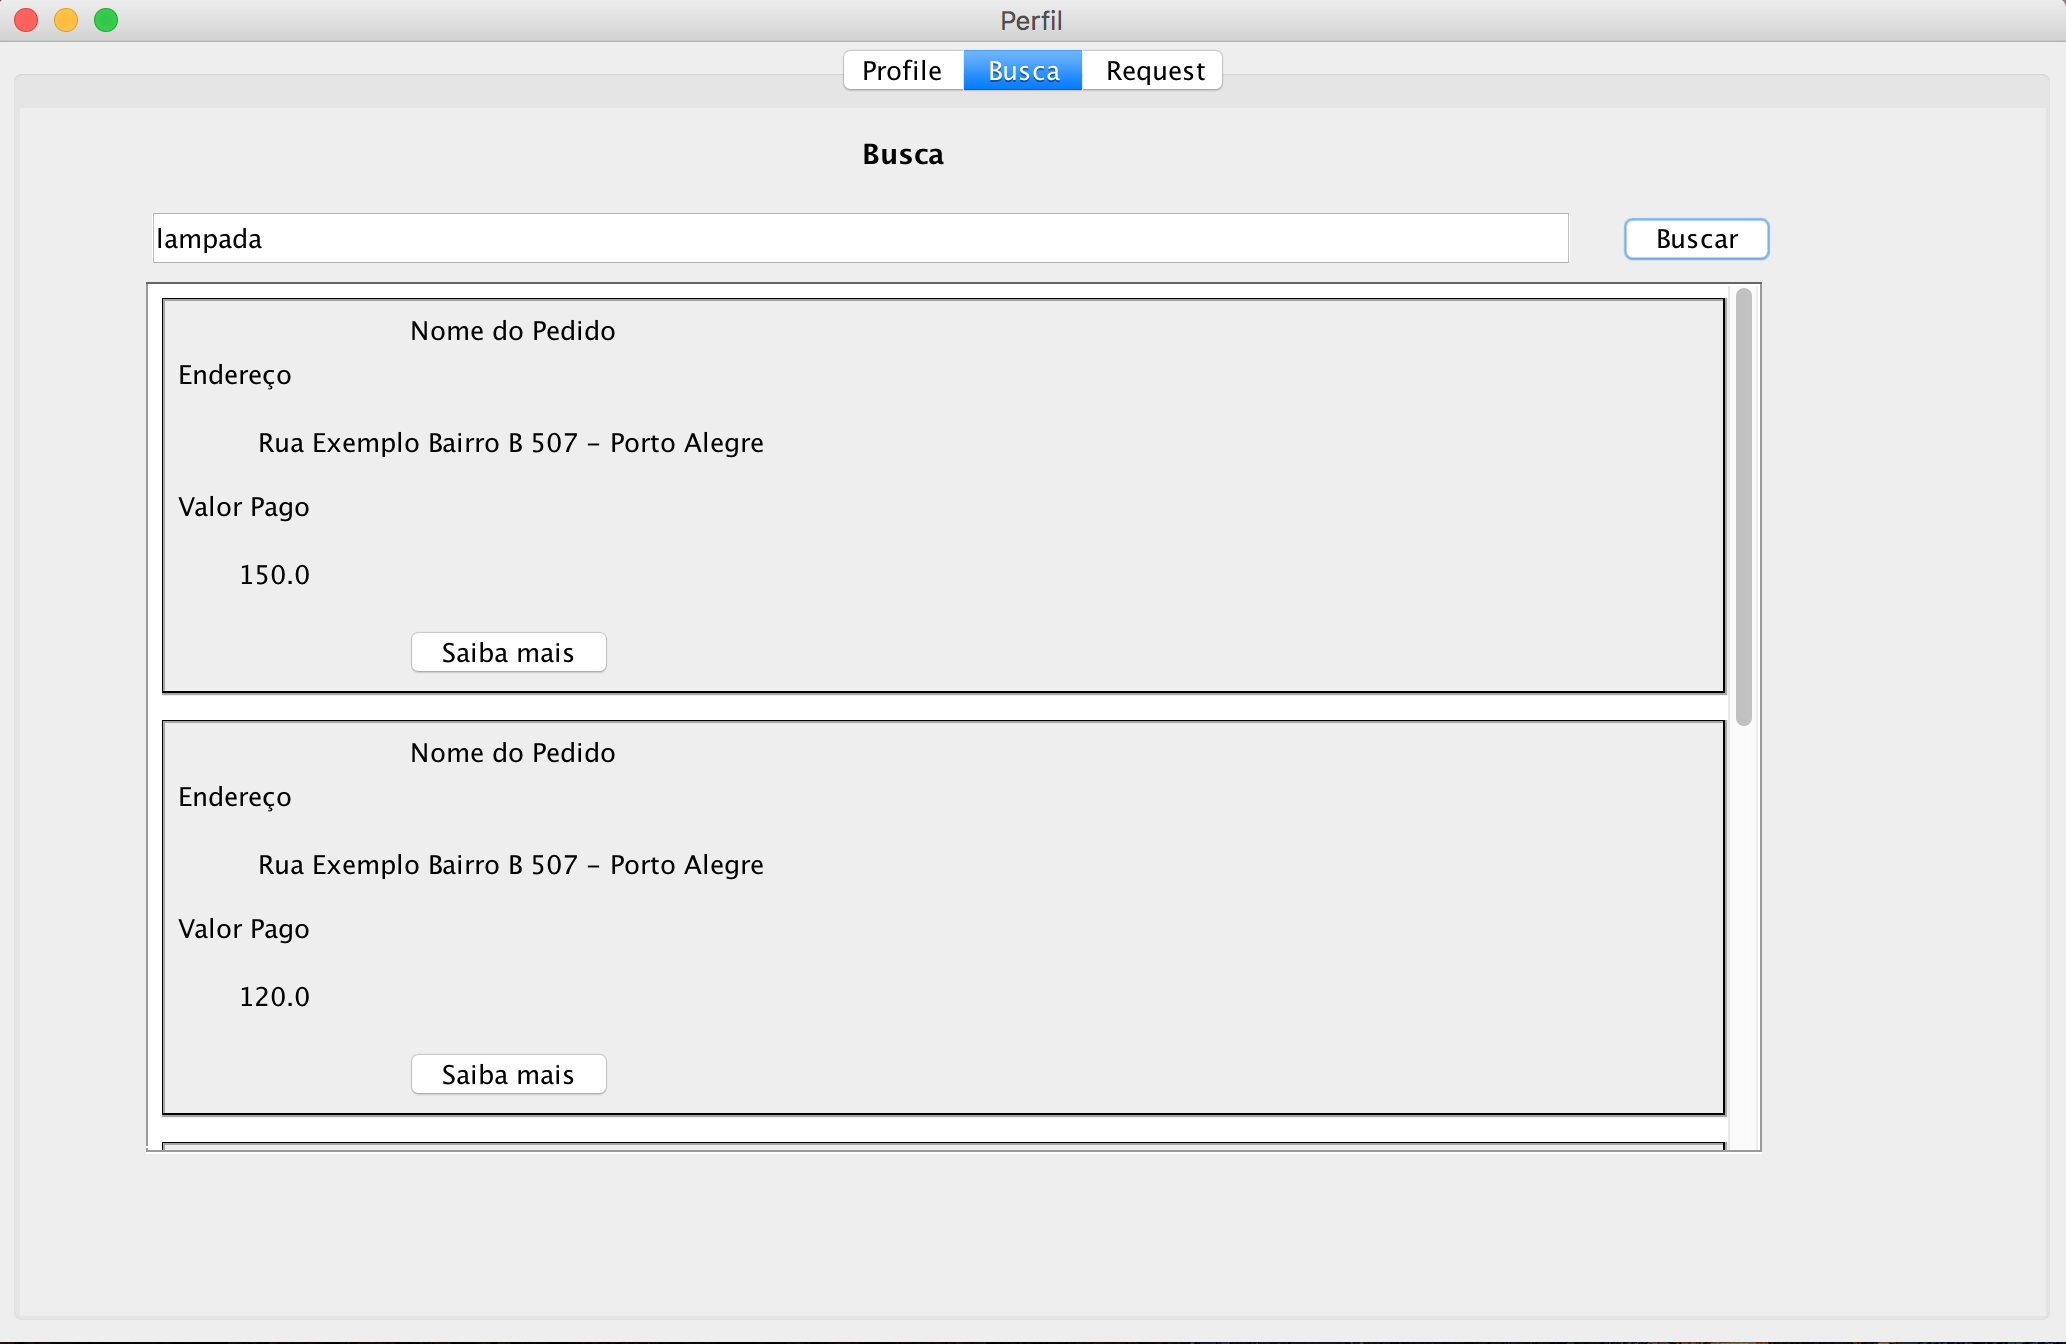 Perfil
Profile Busca Request
Busca
lampada Buscar
Nome do Pedido
Endereço
Rua Exemplo Bairro B 507 - Porto Alegre
Valor Pago
150.0
Saiba mais
Nome do Pedido
Endereço
Rua Exemplo Bairro B 507 - Porto Alegre
Valor Pago
120.0
Saiba mais